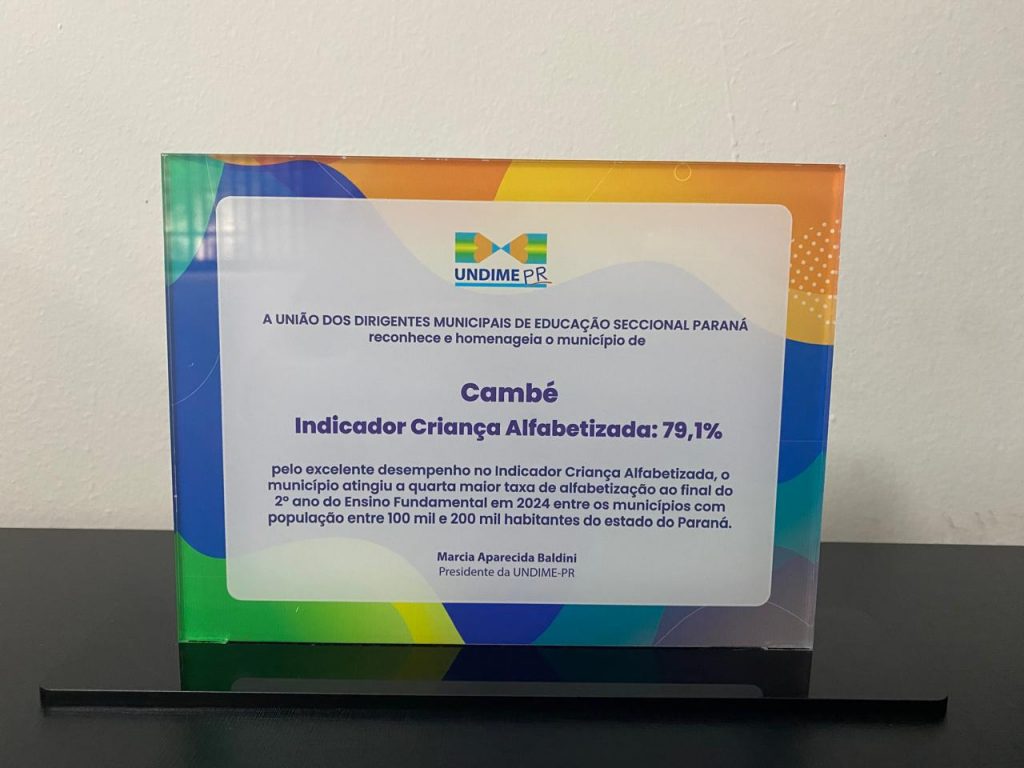 UNDIME PR
A UNIÃO DOS DIRIGENTES MUNICIPAIS DE EDUCAÇÃO SECCIONAL PARANÁ
reconhece e homenageia o município de
Cambé
Indicador Criança Alfabetizada: 79,1%
pelo excelente desempenho no Indicador Criança Alfabetizada, o
município atingiu a quarta maior taxa de alfabetização ao final do
2º ano do Ensino Fundamental em 2024 entre os municípios com
população entre 100 mil e 200 mil habitantes do estado do Paraná.
Marcia Aparecida Baldini
Presidente da UNDIME-PR